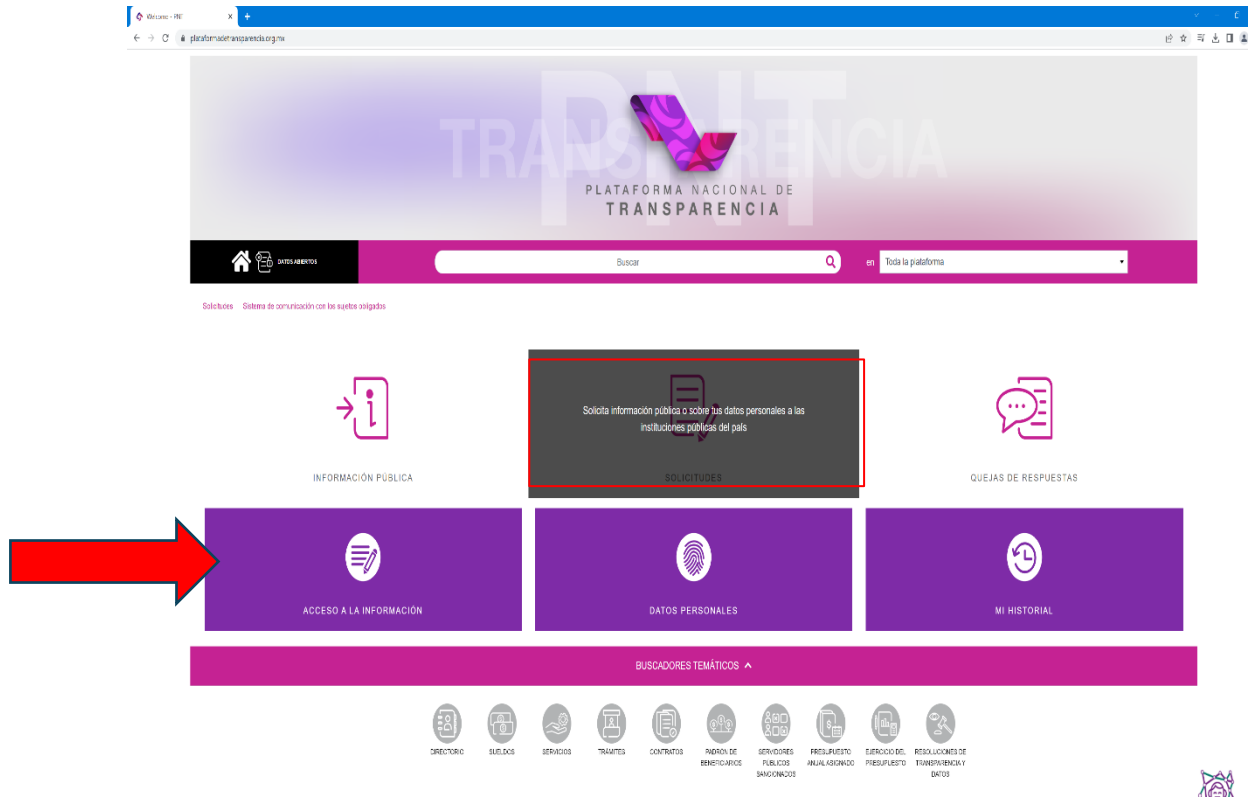 Welcome - PNT
plataformadetransparencia.org.mx
PNT
TRANSPARENCIA
PLATAFORMA NACIONAL DE
TRANSPARENCIA
DATOS ABIERTOS
Buscar
en
Toda la plataforma
Solicitudes
Sistema de comunicación con los sujetos obligados
Solicita información pública o sobre tus datos personales a las
instituciones públicas del país
INFORMACIÓN PÚBLICA
SOLICITUDES
QUEJAS DE RESPUESTAS
ACCESO A LA INFORMACIÓN
DATOS PERSONALES
MI HISTORIAL
BUSCADORES TEMÁTICOS
DIRECTORIO
SUELDOS
SERVICIOS
TRÁMITES
CONTRATOS
PADRÓN DE
BENEFICIARIOS
SERVIDORES
PÚBLICOS
SANCIONADOS
PRESUPUESTO
ANUAL ASIGNADO
EJERCICIO DEL
PRESUPUESTO
RESOLUCIONES DE
TRANSPARENCIA Y
DATOS